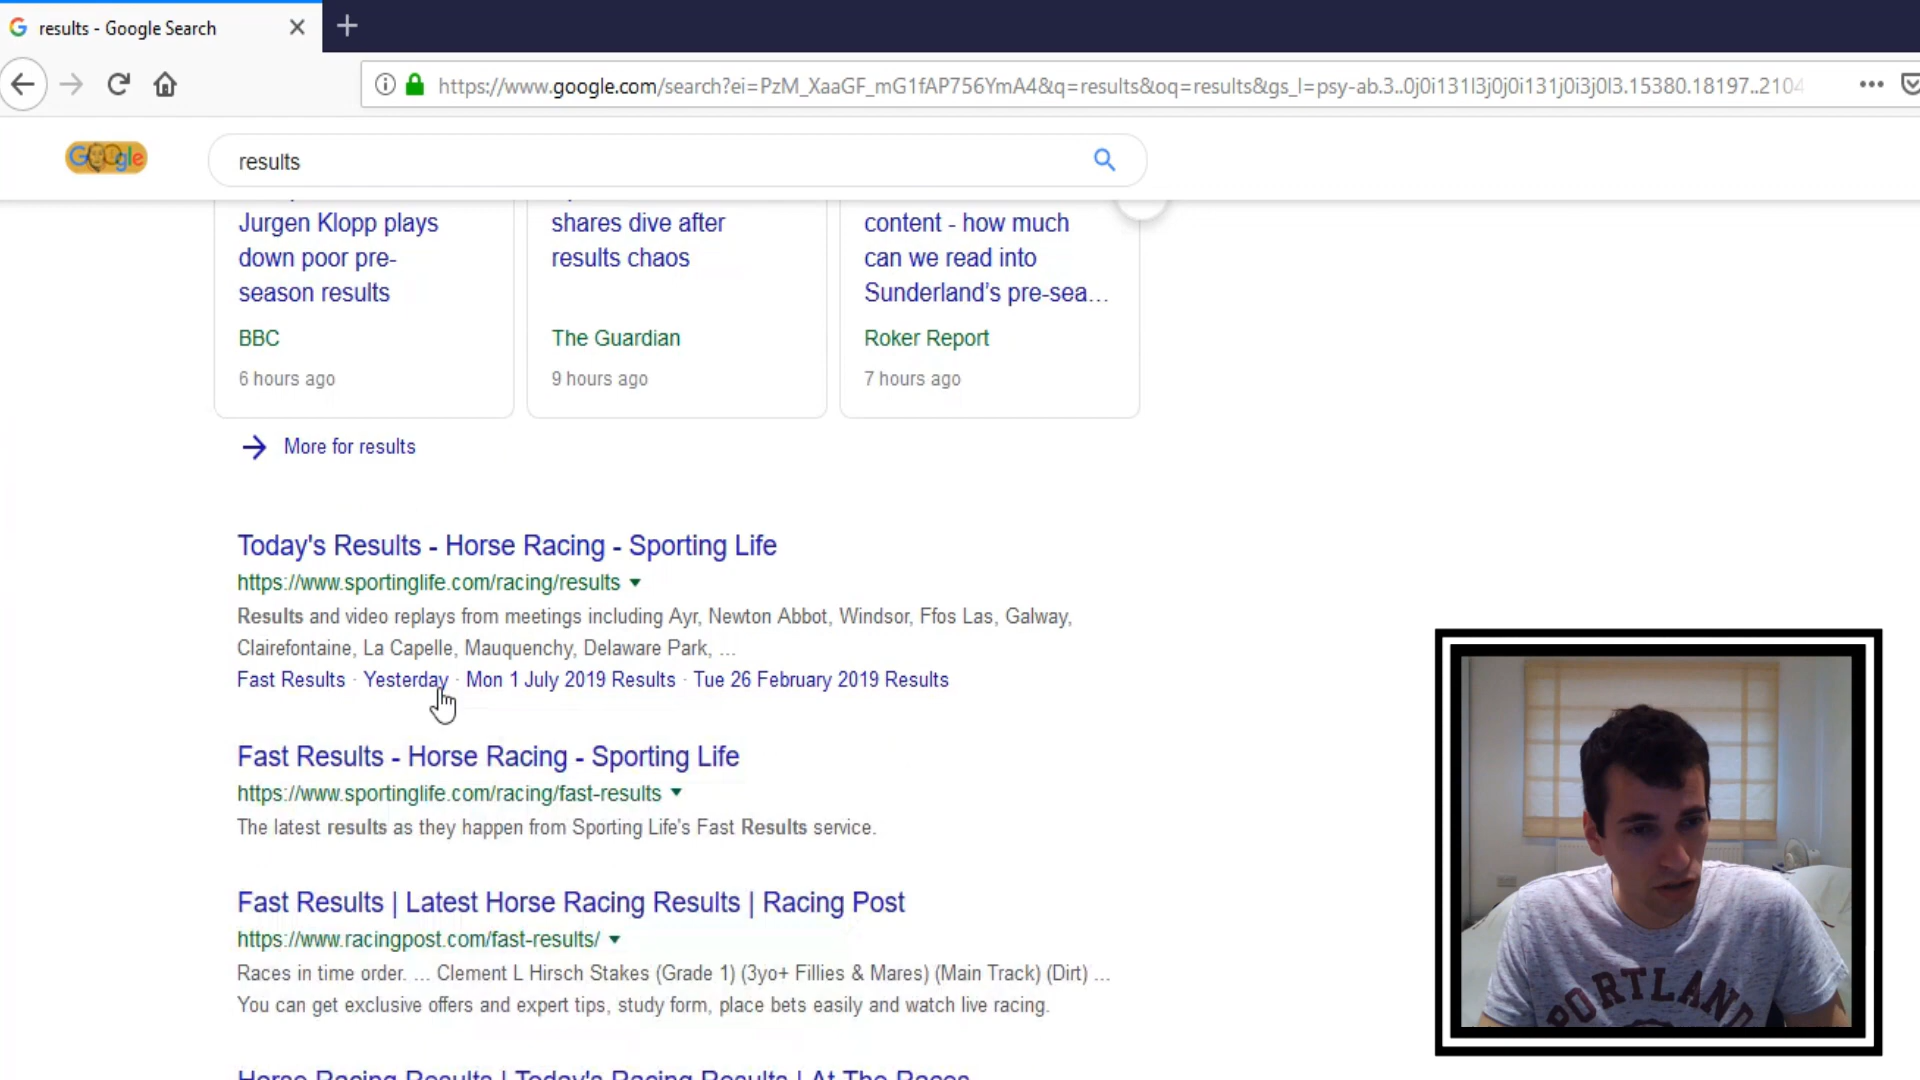 results - Google Search
https://www.google.com/search?ei=PzM_XaaGF_mG1fAP756YmA4&q=results&oq=results&gs_l=psy-ab.3..0j0i131l3j0j0i131j0i3j0l3.15380.18197..2104
Google
results
Jurgen Klopp plays
down poor pre-
season results
BBC
6 hours ago
shares dive after
results chaos
The Guardian
9 hours ago
content - how much
can we read into
Sunderland’s pre-sea...
Roker Report
7 hours ago
More for results
Today's Results - Horse Racing - Sporting Life
https://www.sportinglife.com/racing/results
Results and video replays from meetings including Ayr, Newton Abbot, Windsor, Ffos Las, Galway,
Clairefontaine, La Capelle, Mauquenchy, Delaware Park, ...
Fast Results · Yesterday · Mon 1 July 2019 Results · Tue 26 February 2019 Results
Fast Results - Horse Racing - Sporting Life
https://www.sportinglife.com/racing/fast-results
The latest results as they happen from Sporting Life's Fast Results service.
Fast Results | Latest Horse Racing Results | Racing Post
https://www.racingpost.com/fast-results/
Races in time order. ... Clement L Hirsch Stakes (Grade 1) (3yo+ Fillies & Mares) (Main Track) (Dirt) ...
You can get exclusive offers and expert tips, study form, place bets easily and watch live racing.
Horse Racing Results | Today's Racing Results | At The Races
PORTLAND